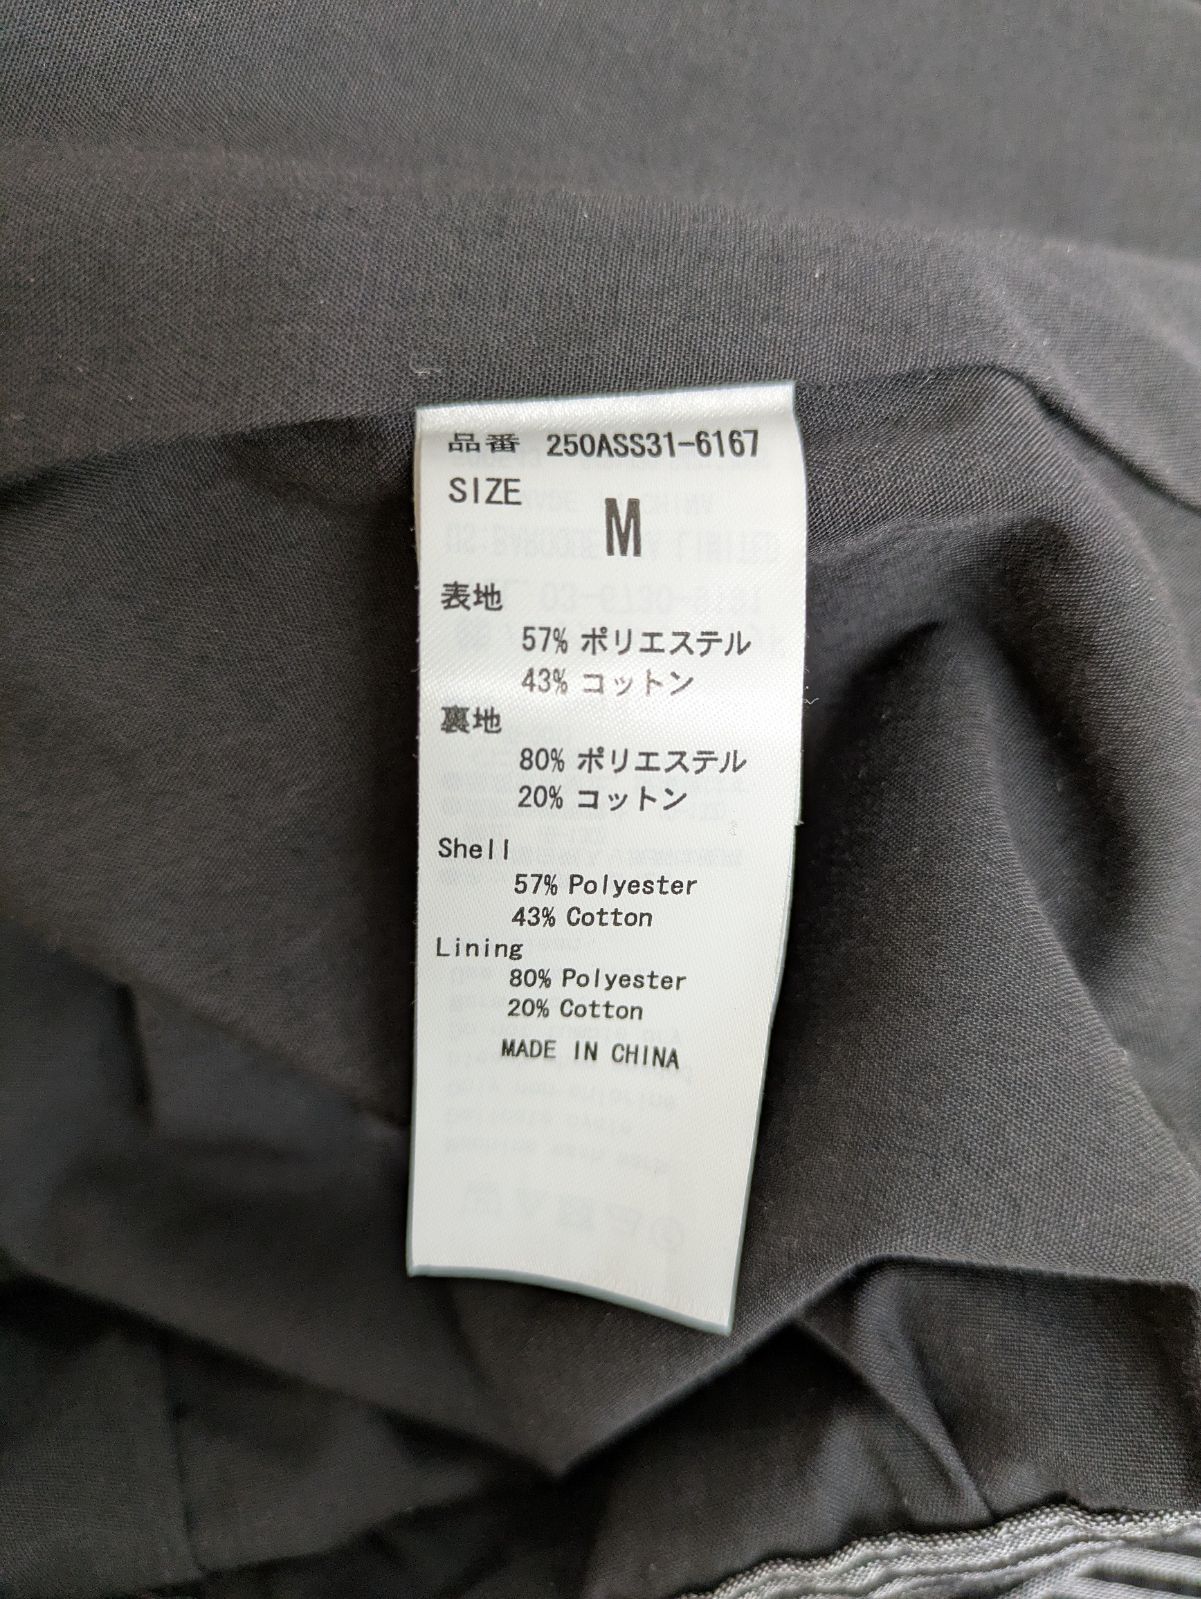 品番 250ASS31-6167
SIZE
M
表地
57% ポリエステル
43% コットン
裏地
80% ポリエステル
20% コットン
Shell
57% Polyester
43% Cotton
Lining
80% Polyester
20% Cotton
MADE IN CHINA